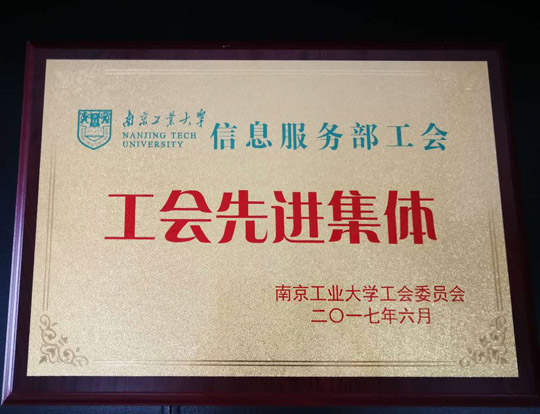 南京工业大学
NANJING TECH
UNIVERSITY
信息服务部工会
工会先进集体
南京工业大学工会委员会
二〇一七年六月